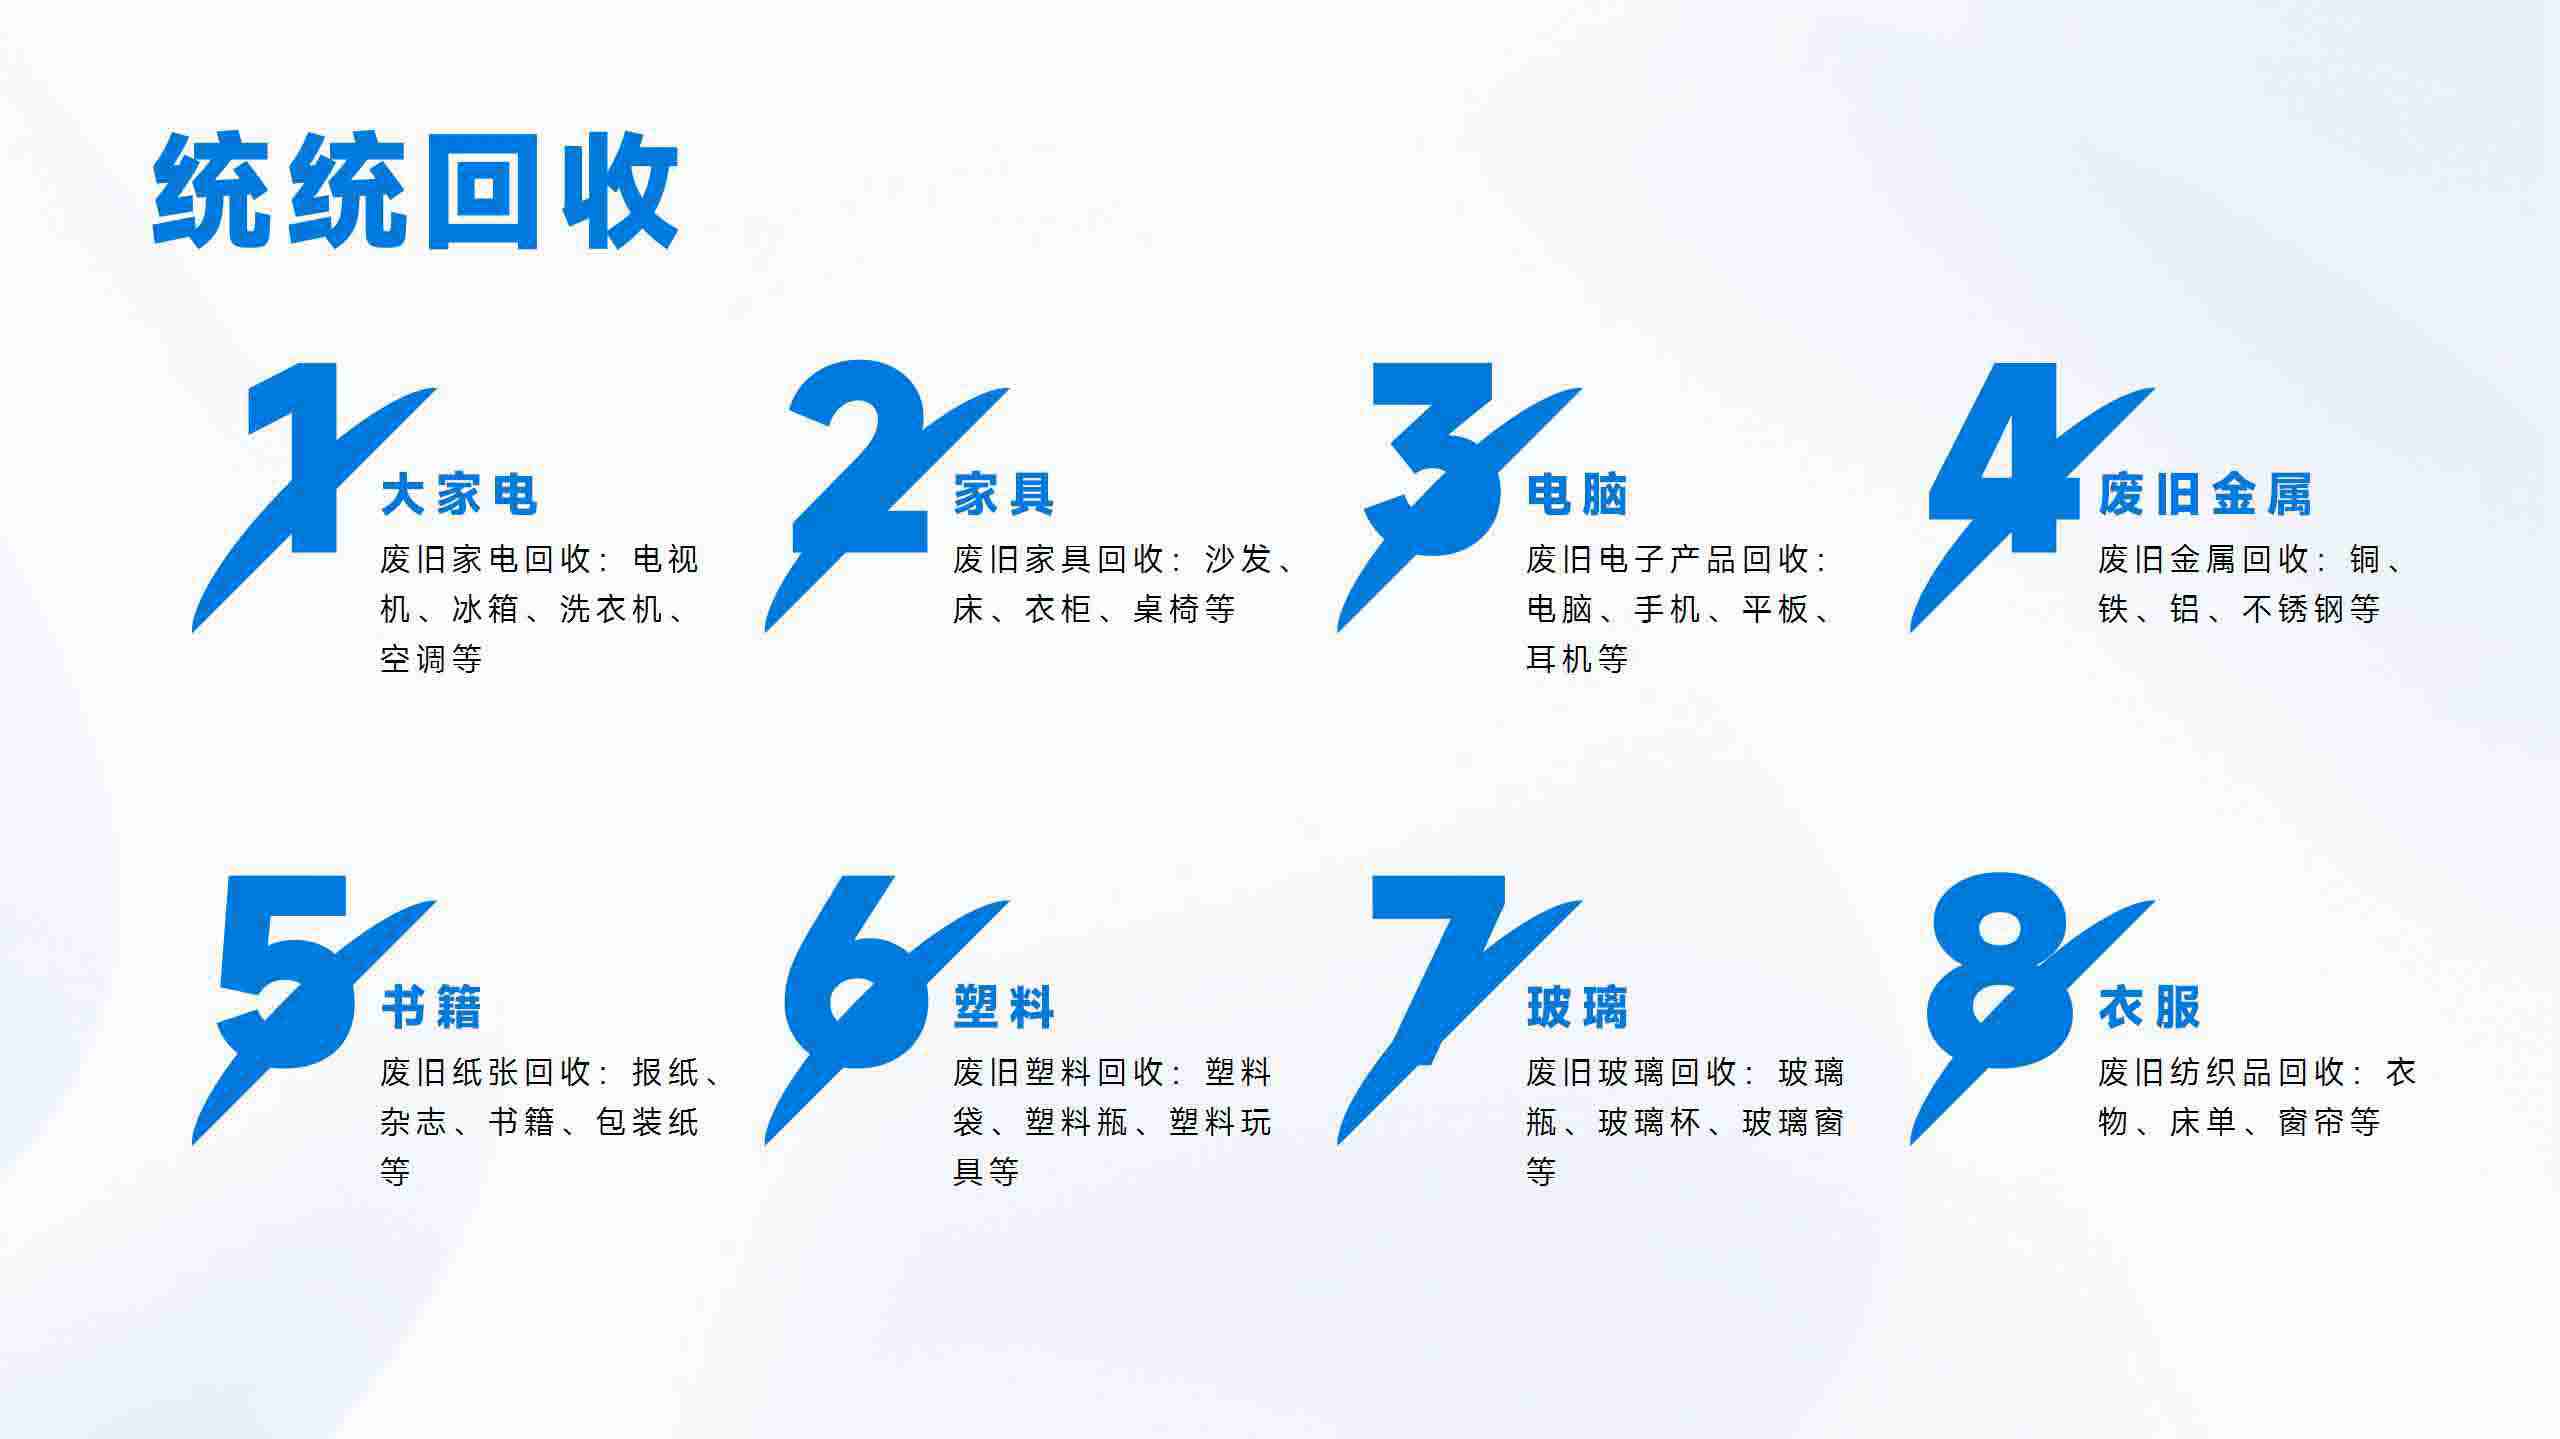 统统回收
1
大家电
废旧家电回收：电视
机、冰箱、洗衣机、
空调等
2
家具
废旧家具回收：沙发、
床、衣柜、桌椅等
3
电脑
废旧电子产品回收：
电脑、手机、平板、
耳机等
4
废旧金属
废旧金属回收：铜、
铁、铝、不锈钢等
5
书籍
废旧纸张回收：报纸、
杂志、书籍、包装纸
等
6
塑料
废旧塑料回收：塑料
袋、塑料瓶、塑料玩
具等
7
玻璃
废旧玻璃回收：玻璃
瓶、玻璃杯、玻璃窗
等
8
衣服
废旧纺织品回收：衣
物、床单、窗帘等